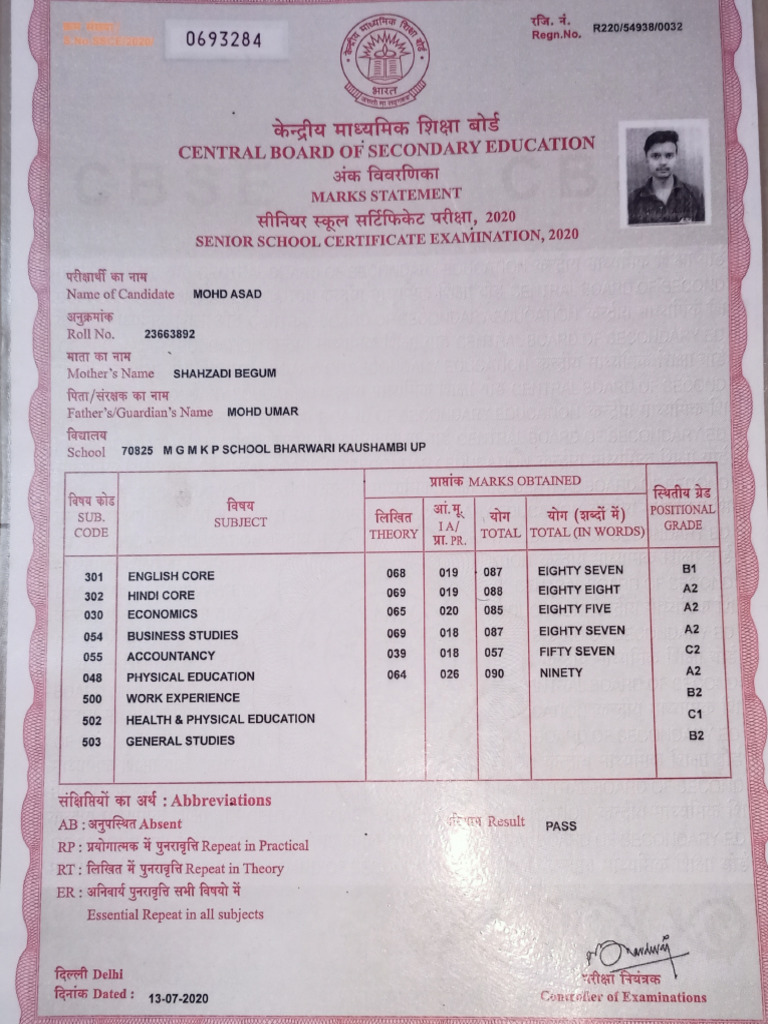 0693284
रजि. नं.
Regn.No. R220/54938/0032
केन्द्रीय माध्यमिक शिक्षा बोर्ड
भारत
केन्द्रीय माध्यमिक शिक्षा बोर्ड
CENTRAL BOARD OF SECONDARY EDUCATION
अंक विवरणिका
MARKS STATEMENT
सीनियर स्कूल सर्टिफिकेट परीक्षा, 2020
SENIOR SCHOOL CERTIFICATE EXAMINATION, 2020
परीक्षार्थी का नाम
Name of Candidate MOHD ASAD
अनुक्रमांक
Roll No. 23663892
माता का नाम
Mother's Name SHAHZADI BEGUM
पिता/संरक्षक का नाम
Father's/Guardian's Name MOHD UMAR
विद्यालय
School 70825 M G M K P SCHOOL BHARWARI KAUSHAMBI UP
विषय कोड SUB. CODE
विषय SUBJECT
प्राप्तांक MARKS OBTAINED
लिखित THEORY
आं.मू. I A/ प्रा. PR.
योग TOTAL
योग (शब्दों में) TOTAL (IN WORDS)
स्थितीय ग्रेड POSITIONAL GRADE
301 ENGLISH CORE 068 019 087 EIGHTY SEVEN B1
302 HINDI CORE 069 019 088 EIGHTY EIGHT A2
030 ECONOMICS 065 020 085 EIGHTY FIVE A2
054 BUSINESS STUDIES 069 018 087 EIGHTY SEVEN A2
055 ACCOUNTANCY 039 018 057 FIFTY SEVEN C2
048 PHYSICAL EDUCATION 064 026 090 NINETY A2
500 WORK EXPERIENCE B2
502 HEALTH & PHYSICAL EDUCATION C1
503 GENERAL STUDIES B2
संक्षिप्तियों का अर्थ : Abbreviations
AB : अनुपस्थित Absent
परिणाम Result PASS
RP : प्रयोगात्मक में पुनरावृत्ति Repeat in Practical
RT : लिखित में पुनरावृत्ति Repeat in Theory
ER : अनिवार्य पुनरावृत्ति सभी विषयों में
Essential Repeat in all subjects
दिल्ली Delhi
दिनांक Dated : 13-07-2020
परीक्षा नियंत्रक
Controller of Examinations